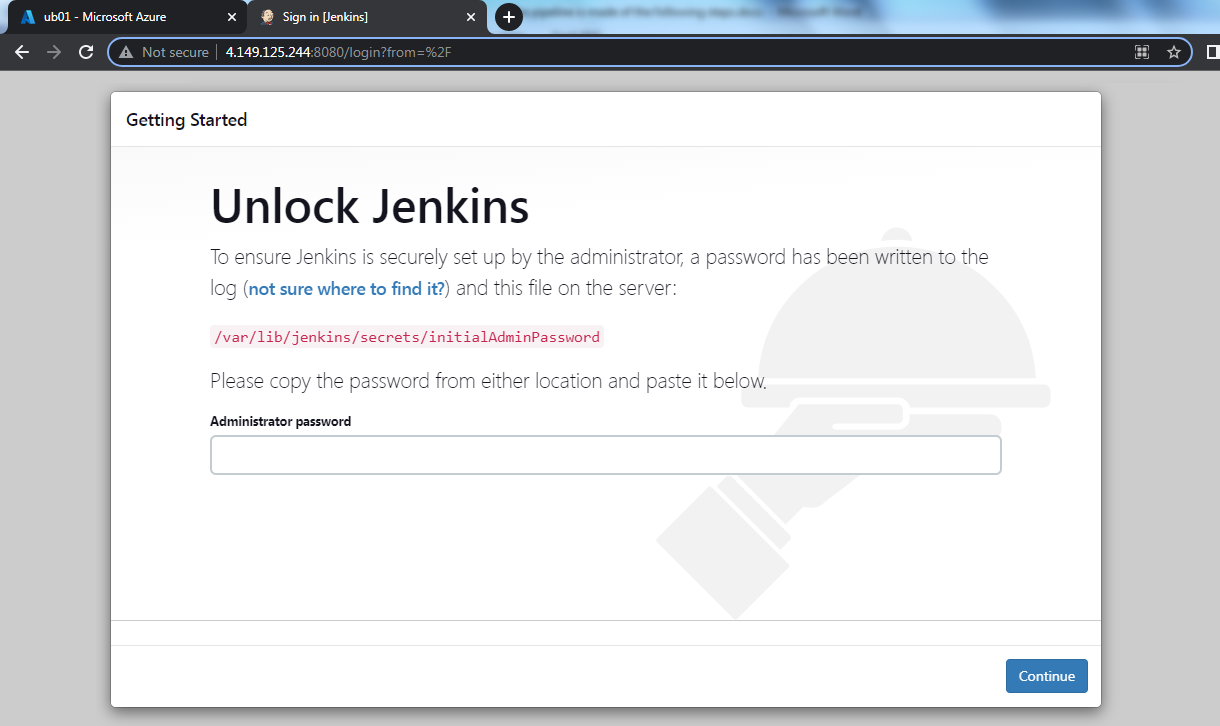 ub01 - Microsoft Azure
Sign in [Jenkins]
Not secure
4.149.125.244:8080/login?from=%2F
Getting Started
Unlock Jenkins
To ensure Jenkins is securely set up by the administrator, a password has been written to the
log (not sure where to find it?) and this file on the server:
/var/lib/jenkins/secrets/initialAdminPassword
Please copy the password from either location and paste it below.
Administrator password
Continue